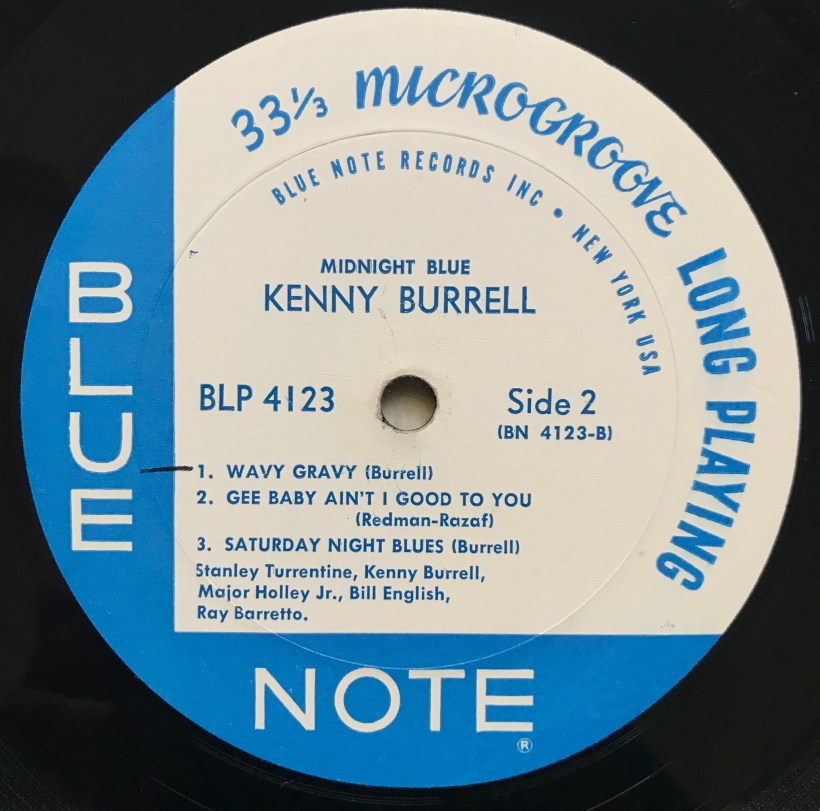 33⅓ MICROGROOVE LONG PLAYING
BLUE NOTE RECORDS INC • NEW YORK USA
MIDNIGHT BLUE
KENNY BURRELL
BLP 4123
Side 2
(BN 4123-B)
1. WAVY GRAVY (Burrell)
2. GEE BABY AIN'T I GOOD TO YOU
(Redman-Razaf)
3. SATURDAY NIGHT BLUES (Burrell)
Stanley Turrentine, Kenny Burrell,
Major Holley Jr., Bill English,
Ray Barretto.
BLUE
NOTE
®